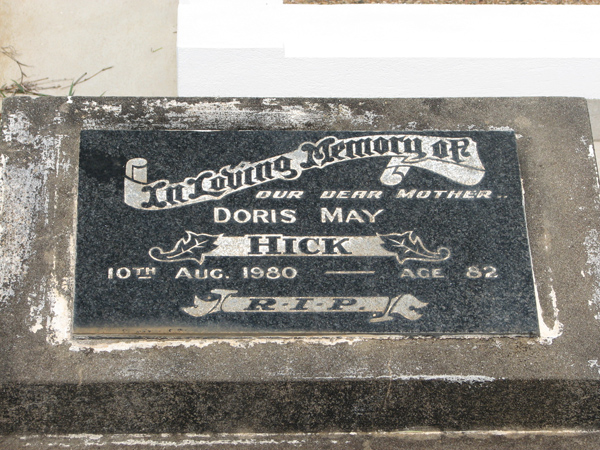 In Loving Memory of
OUR DEAR MOTHER..
DORIS MAY
HICK
10TH AUG. 1980 — AGE 82
R-I-P.